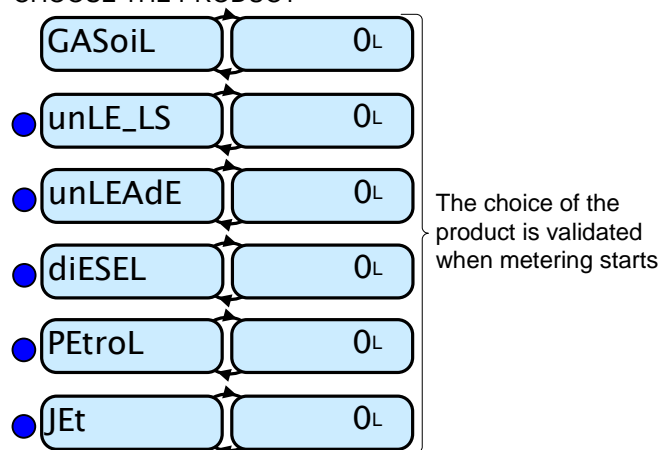 CHOOSE THE PRODUCT
GASoiL 0L
unLE_LS 0L
unLEAdE 0L
diESEL 0L
PEtroL 0L
JEt 0L
The choice of the
product is validated
when metering starts